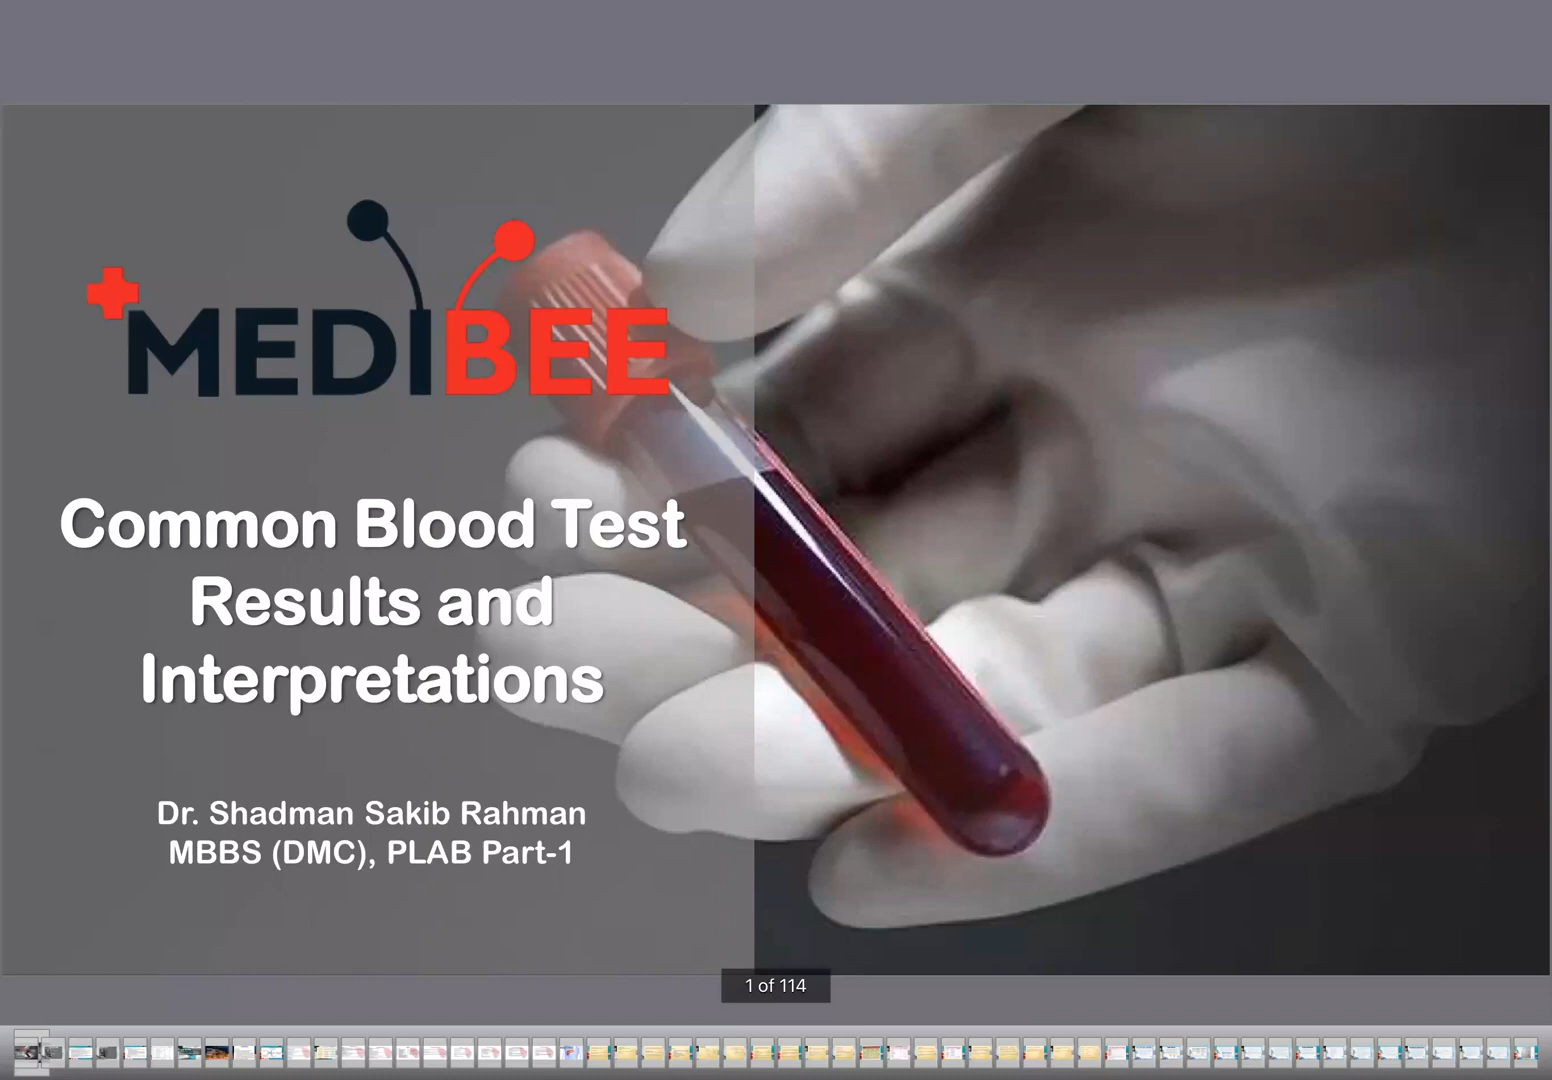 MEDIBEE
Common Blood Test
Results and
Interpretations
Dr. Shadman Sakib Rahman
MBBS (DMC), PLAB Part-1
1 of 114